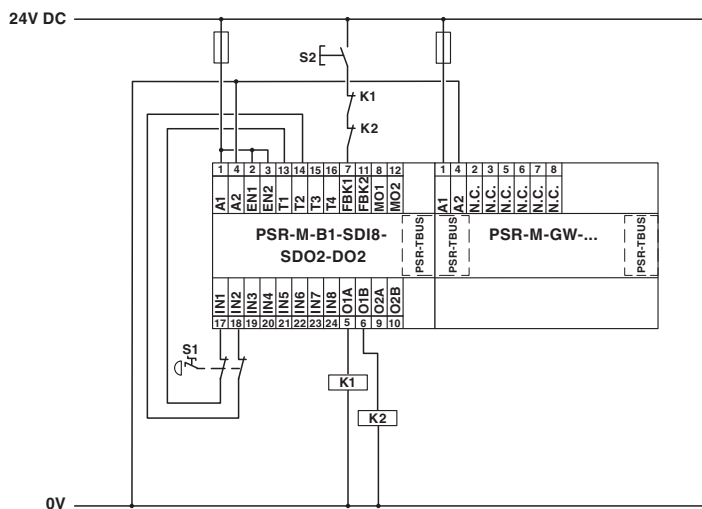 24V DC
S2
K1
K2
1 4 2 3 13 14 15 16 7 11 8 12
A1 A2 EN1 EN2 T1 T2 T3 T4 FBK1 FBK2 MO1 MO2
1 4 2 3 5 6 7 8
A1 A2 N.C. N.C. N.C. N.C. N.C. N.C.
PSR-M-B1-SDI8-
SDO2-DO2
PSR-TBUS
PSR-TBUS
PSR-M-GW-...
PSR-TBUS
IN1 IN2 IN3 IN4 IN5 IN6 IN7 IN8 O1A O1B O2A O2B
17 18 19 20 21 22 23 24 5 6 9 10
S1
K1
K2
0V